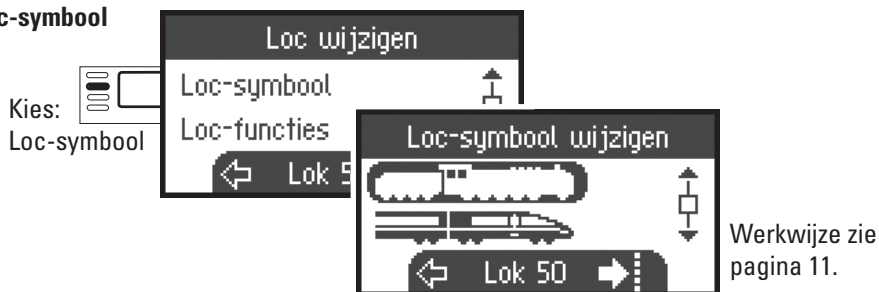 c-symbool
Kies:
Loc-symbool
Loc wijzigen
Loc-symbool
Loc-functies
Lok 5
Loc-symbool wijzigen
Lok 50
Werkwijze zie
pagina 11.